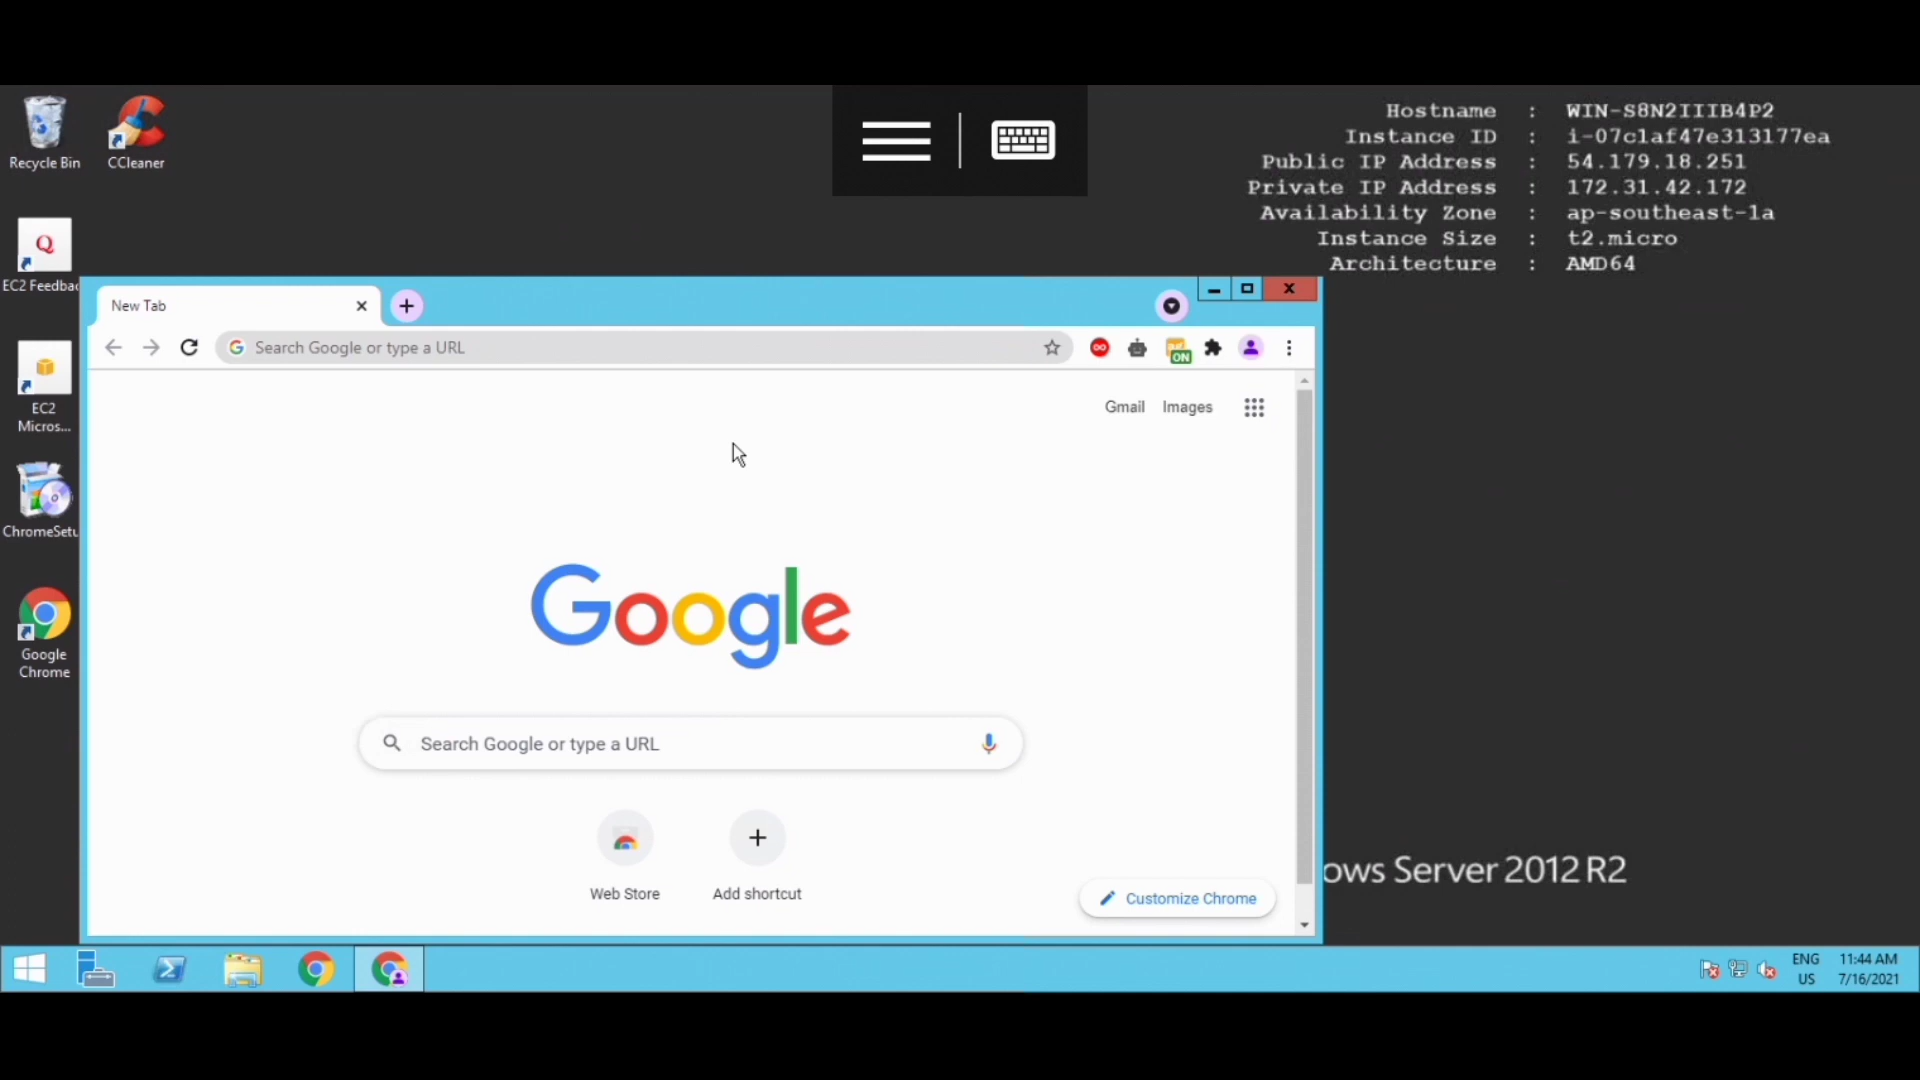 Recycle Bin
CCleaner
Hostname : WIN-S8N2IIIB4P2
Instance ID : i-07c1af47e313177ea
Public IP Address : 54.179.18.251
Private IP Address : 172.31.42.172
Availability Zone : ap-southeast-1a
Instance Size : t2.micro
Architecture : AMD64
Q
EC2 Feedbac
EC2
Micros...
ChromeSetu
Google
Chrome
New Tab
Search Google or type a URL
ON
Gmail Images
Google
Search Google or type a URL
Web Store
Add shortcut
Customize Chrome
ows Server 2012 R2
ENG
US
11:44 AM
7/16/2021